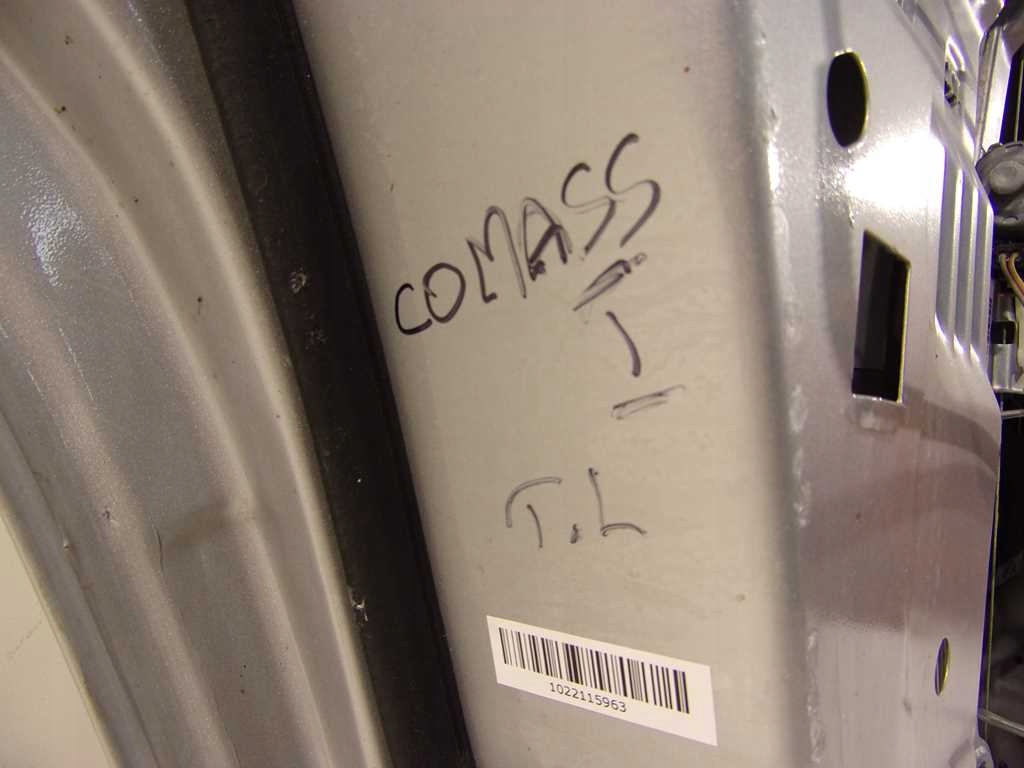 COMASS
I
T.L
1022115963